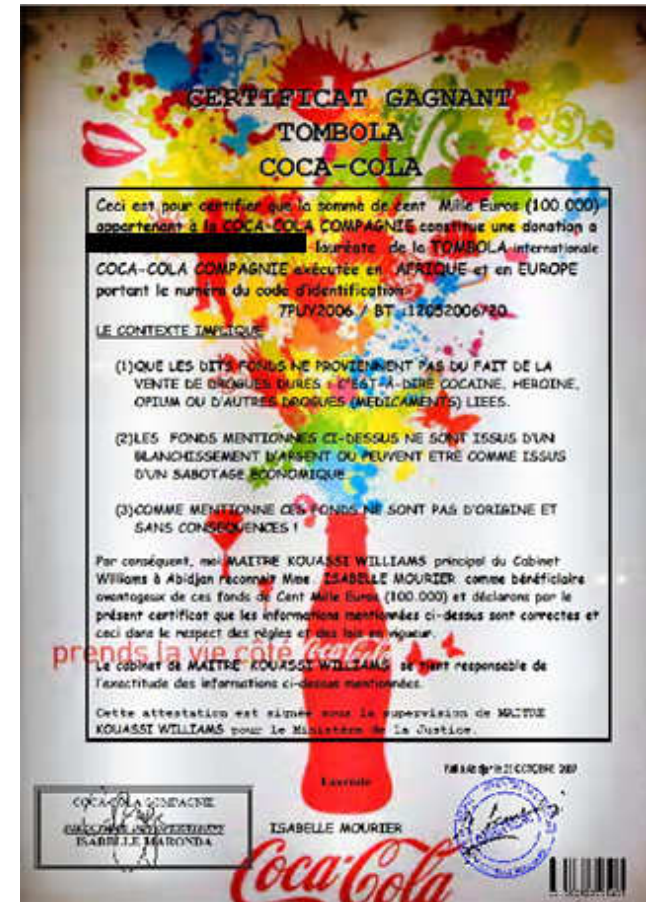 CERTIFICAT GAGNANT
TOMBOLA
COCA-COLA
Ceci est pour certifier que la somme de cent Mille Euros (100.000)
appartenant à la COCA-COLA COMPAGNIE constitue une donation a
lauréate de la TOMBOLA internationale
COCA-COLA COMPAGNIE exécutée en AFRIQUE et en EUROPE
portant le numéro du code d'identification:
7PUY2006 / BT :12052006/20
LE CONTEXTE IMPLIQUE
(1)QUE LES DITS FONDS NE PROVIENNENT PAS DU FAIT DE LA
VENTE DE DROGUES DURES : C'EST-À-DIRE COCAINE, HEROINE,
OPIUM OU D'AUTRES DROGUES (MEDICAMENTS) LIEES.
(2)LES FONDS MENTIONNES CI-DESSUS NE SONT ISSUS D'UN
BLANCHISSEMENT D'ARGENT OU PEUVENT ETRE COMME ISSUS
D'UN SABOTAGE ECONOMIQUE
(3)COMME MENTIONNE CES FONDS NE SONT PAS D'ORIGINE ET
SANS CONSEQUENCES !
Par conséquent, moi MAITRE KOUASSI WILLIAMS principal du Cabinet
Williams à Abidjan reconnait Mme ISABELLE MOURIER comme bénéficiaire
avantageux de ces fonds de Cent Mille Euros (100.000) et déclarons par le
présent certificat que les informations mentionnées ci-dessus sont correctes et
ceci dans le respect des règles et des lois en vigueur.
prends la vie côté Coca-Cola
Le cabinet de MAITRE KOUASSI WILLIAMS se tient responsable de
l'exactitude des informations ci-dessus mentionnées.
Cette attestation est signée sous la supervision de MAITRE
KOUASSI WILLIAMS pour le Ministère de la Justice.
OCTOBRE 2007
Lauréate
COCA-COLA COMPAGNIE
ISABELLE MARONDA
ISABELLE MOURIER
Coca-Cola